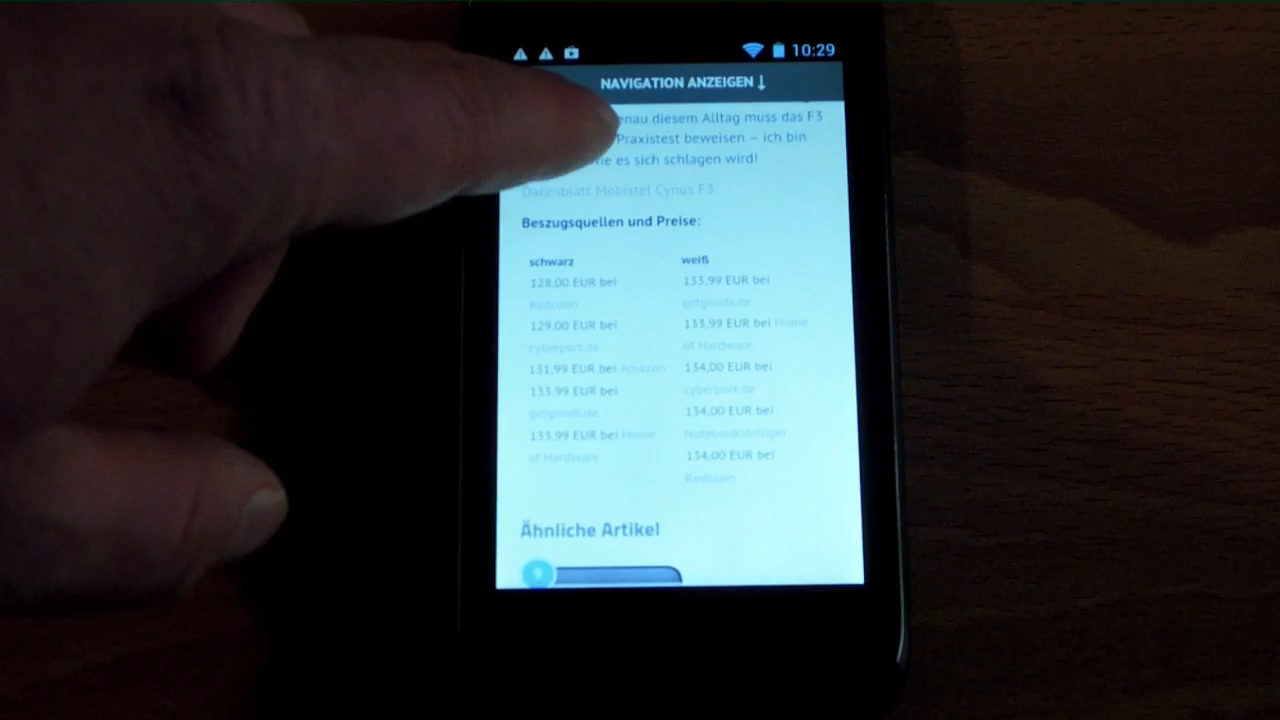 10:29
NAVIGATION ANZEIGEN ↓
enau diesem Alltag muss das F3
Praxistest beweisen – ich bin
wie es sich schlagen wird!
Datenblatt Mobistel Cynus F3
Beszugsquellen und Preise:
schwarz
128,00 EUR bei
Redcoon
129,00 EUR bei
cyberport.de
131,99 EUR bei Amazon
133,99 EUR bei
getgoods.de
133,99 EUR bei Home
of Hardware
weiß
133,99 EUR bei
getgoods.de
133,99 EUR bei Home
of Hardware
134,00 EUR bei
cyberport.de
134,00 EUR bei
Notebooksbilliger
134,00 EUR bei
Redcoon
Ähnliche Artikel
9